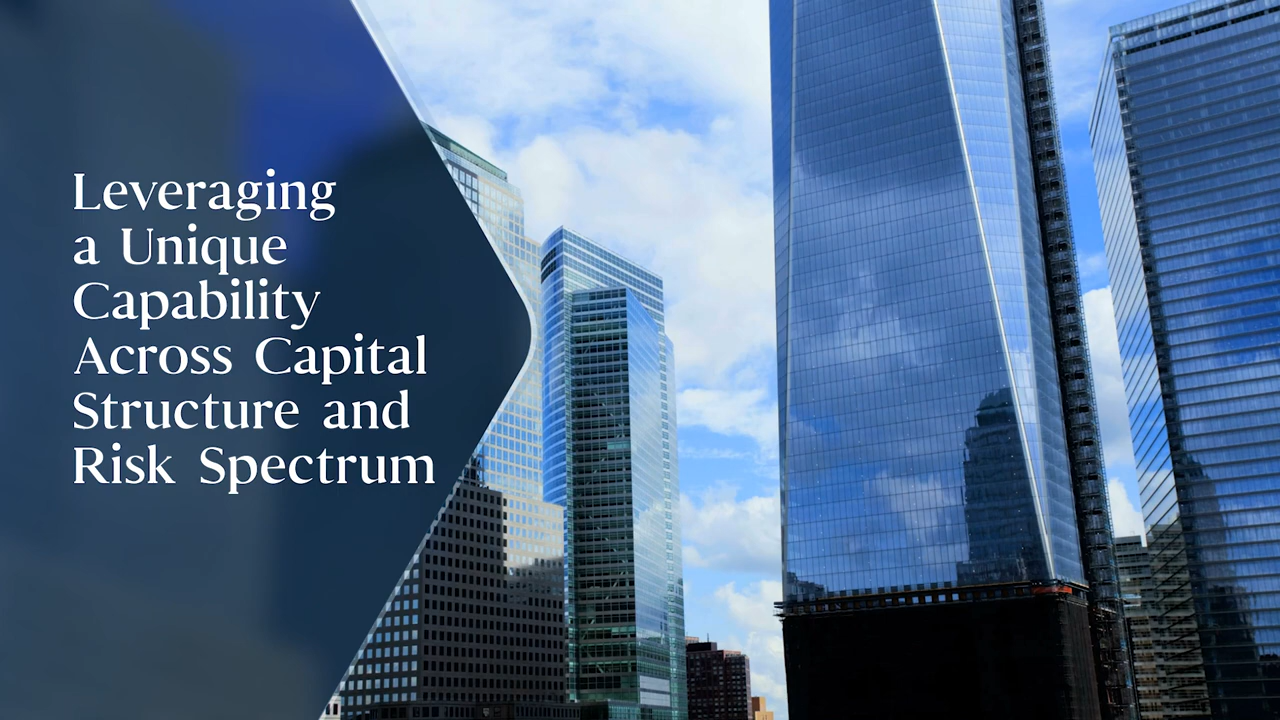 Leveraging
a Unique
Capability
Across Capital
Structure and
Risk Spectrum